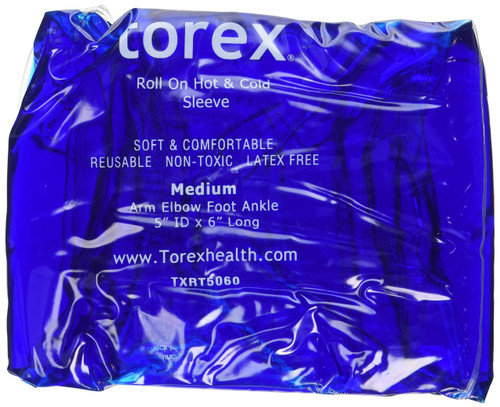 torex®
Roll On Hot & Cold
Sleeve
SOFT & COMFORTABLE
REUSABLE NON-TOXIC LATEX FREE
Medium
Arm Elbow Foot Ankle
5" ID x 6" Long
www.Torexhealth.com
TXRT5060